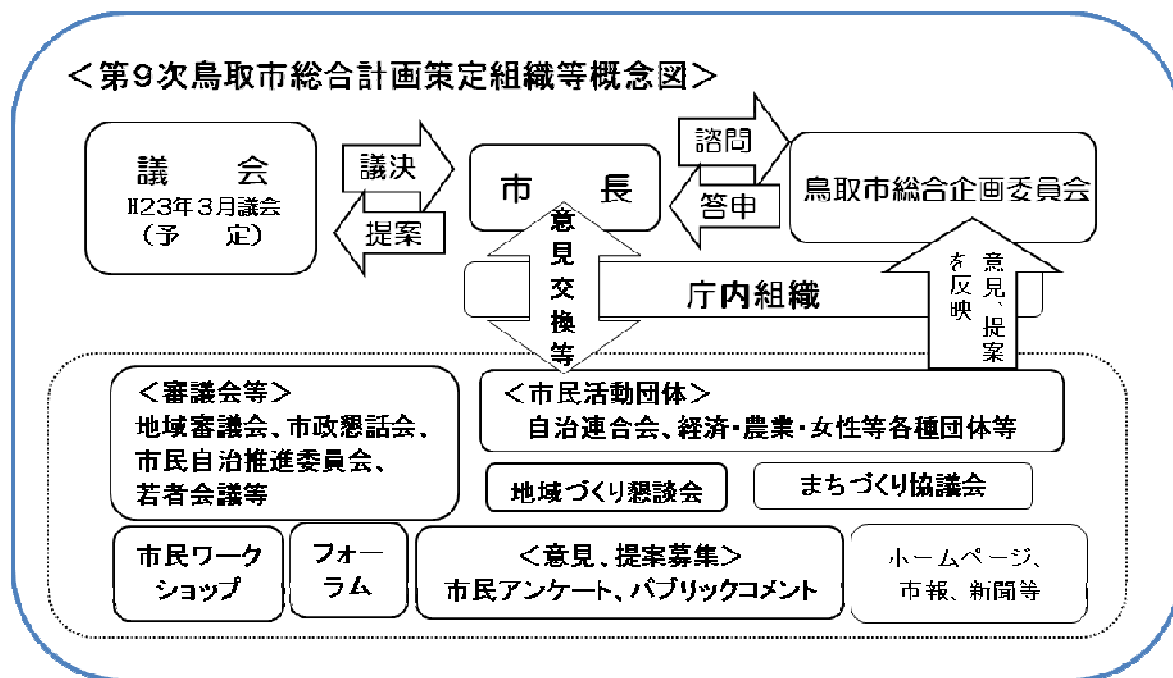 ＜第9次鳥取市総合計画策定組織等概念図＞
議　会
H23年3月議会
（予　定）
議決
提案
市　長
諮問
答申
鳥取市総合企画委員会
意見交換等
庁内組織
意見、提案
を反映
＜審議会等＞
地域審議会、市政懇話会、
市民自治推進委員会、
若者会議等
＜市民活動団体＞
自治連合会、経済・農業・女性等各種団体等
地域づくり懇談会
まちづくり協議会
市民ワーク
ショップ
フォー
ラム
＜意見、提案募集＞
市民アンケート、パブリックコメント
ホームページ、
市報、新聞等